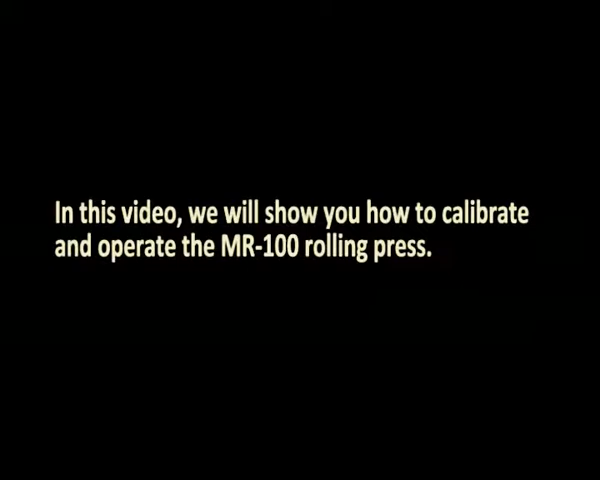 In this video, we will show you how to calibrate
and operate the MR-100 rolling press.